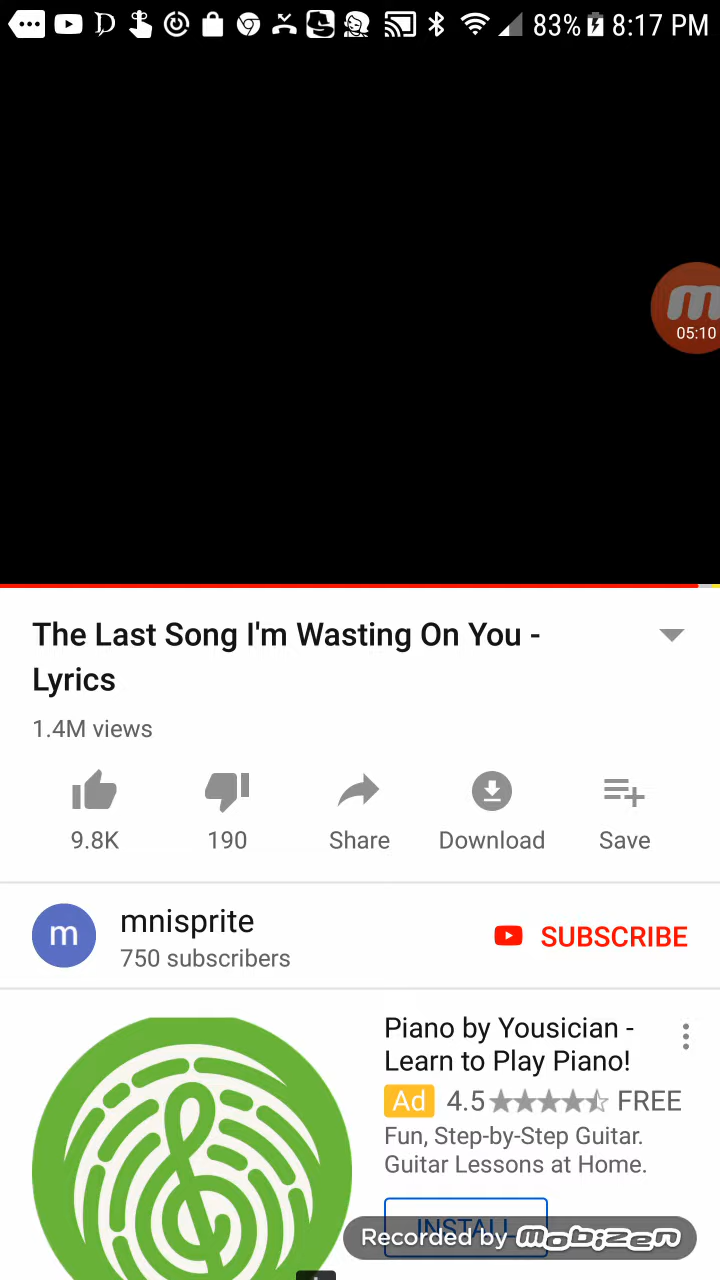 83% 8:17 PM
m
05:10
The Last Song I'm Wasting On You -
Lyrics
1.4M views
9.8K 190 Share Download Save
m
mnisprite
750 subscribers
SUBSCRIBE
Piano by Yousician -
Learn to Play Piano!
Ad 4.5 FREE
Fun, Step-by-Step Guitar.
Guitar Lessons at Home.
INSTALL
Recorded by mobizen